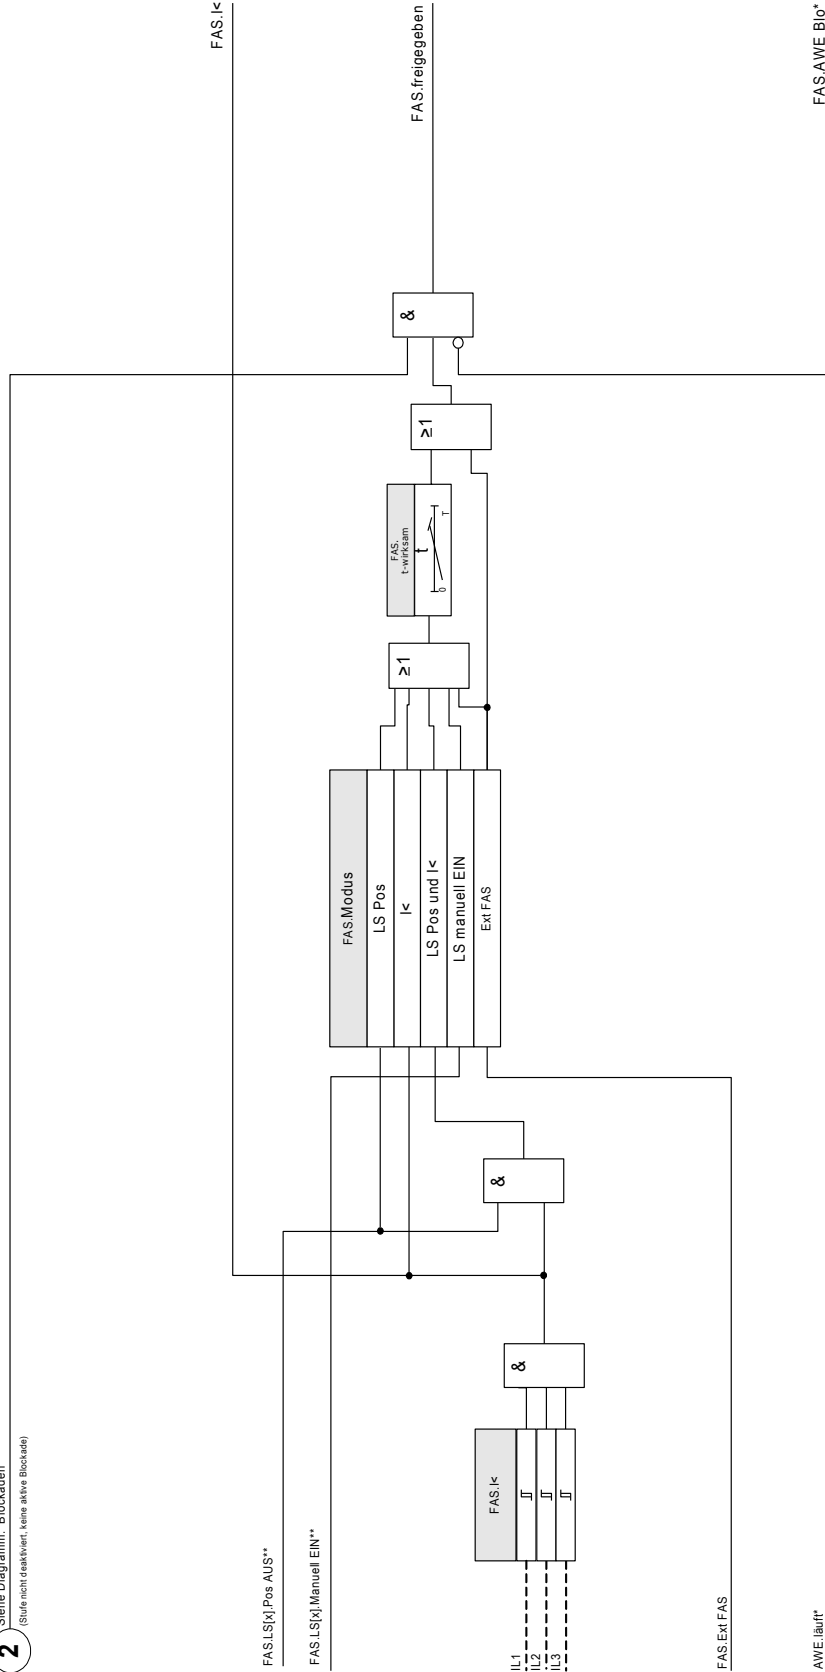 2
Siehe Diagramm: Blockaden
(Stufe nicht deaktiviert, keine aktive Blockade)
FAS.LS[x].Pos AUS**
FAS.LS[x].Manuell EIN**
IL1
IL2
IL3
FAS.I<
&
&
FAS.Ext FAS
AWE.läuft*
FAS.Modus
LS Pos
I<
LS Pos und I<
LS manuell EIN
Ext FAS
≥1
FAS.
t-wirksam
t
0
T
≥1
&
FAS.I<
FAS.freigegeben
FAS.AWE Blo*